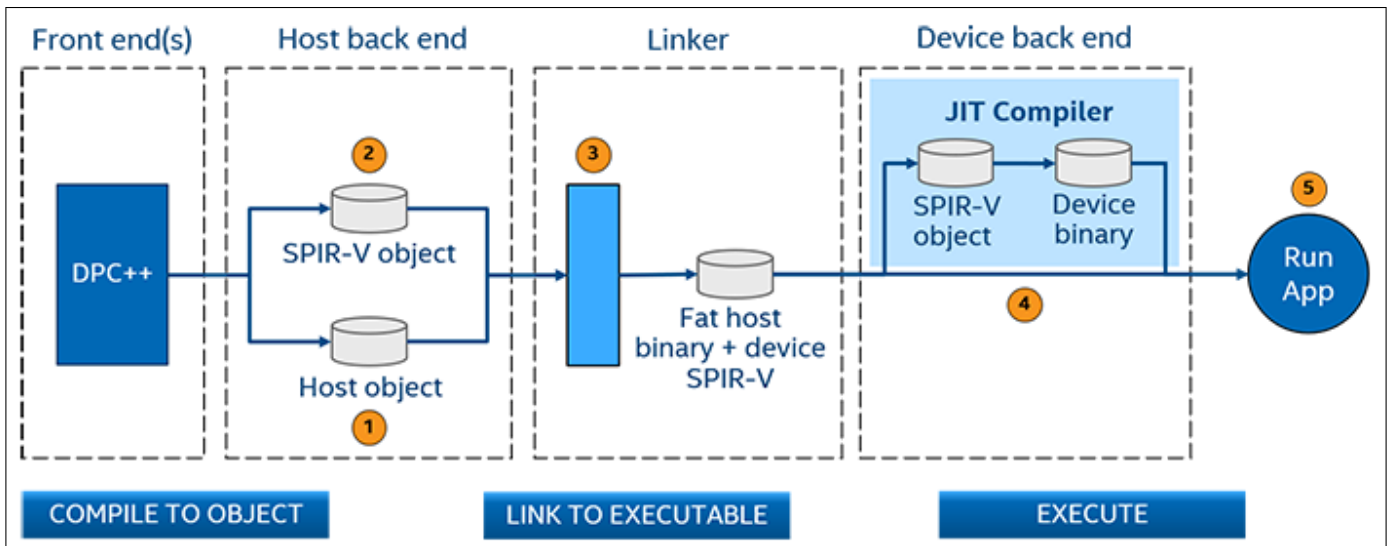 Front end(s)
Host back end
Linker
Device back end
DPC++
2
SPIR-V object
Host object
1
3
Fat host
binary + device
SPIR-V
JIT Compiler
SPIR-V
object
Device
binary
4
5
Run
App
COMPILE TO OBJECT
LINK TO EXECUTABLE
EXECUTE